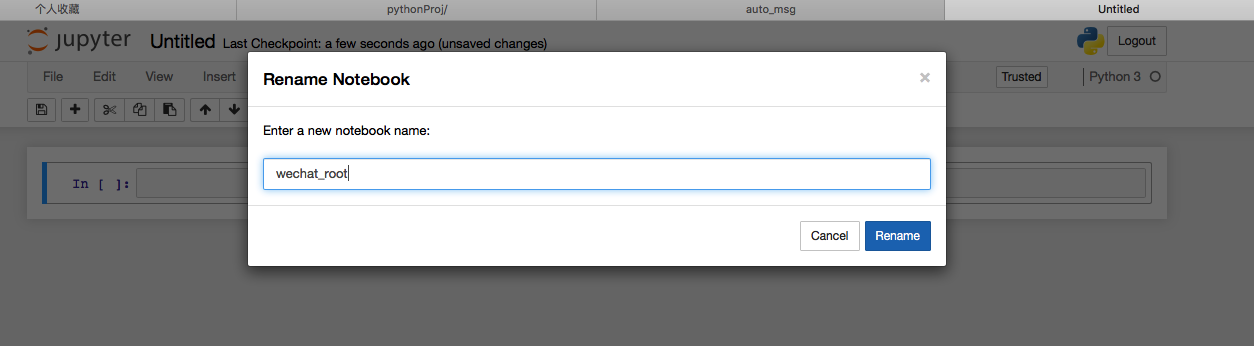 个人收藏 pythonProj/ auto_msg Untitled
jupyter Untitled Last Checkpoint: a few seconds ago (unsaved changes) Logout
File Edit View Insert Trusted Python 3
Rename Notebook ×
Enter a new notebook name:
In [ ]: wechat_root
Cancel Rename